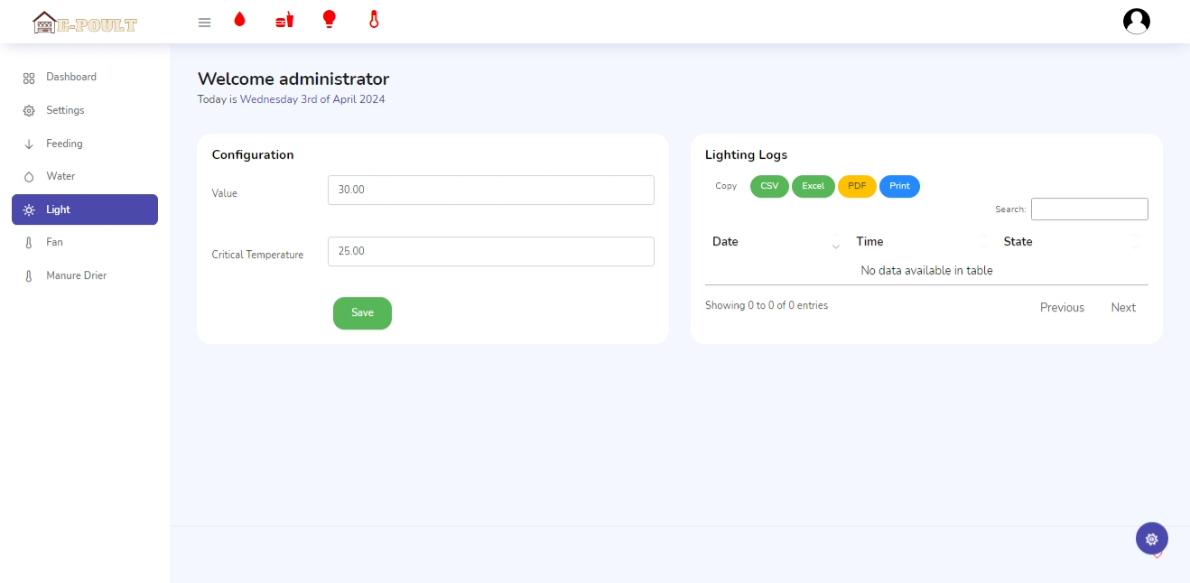 E-POULT
Dashboard
Settings
Feeding
Water
Light
Fan
Manure Drier
Welcome administrator
Today is Wednesday 3rd of April 2024
Configuration
Value 30.00
Critical Temperature 25.00
Save
Lighting Logs
Copy CSV Excel PDF Print
Search:
Date Time State
No data available in table
Showing 0 to 0 of 0 entries Previous Next